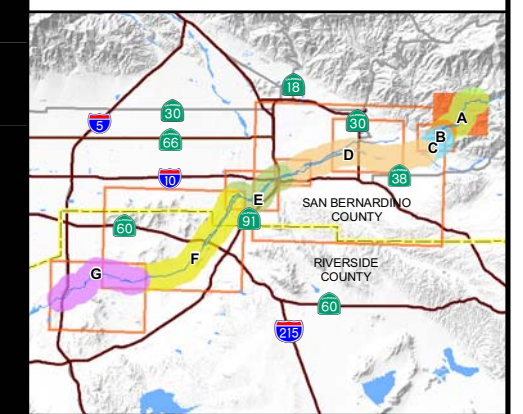 18
30
5
30
A
66
B
C
D
10
38
E
SAN BERNARDINO
COUNTY
91
60
F
RIVERSIDE
COUNTY
G
60
215